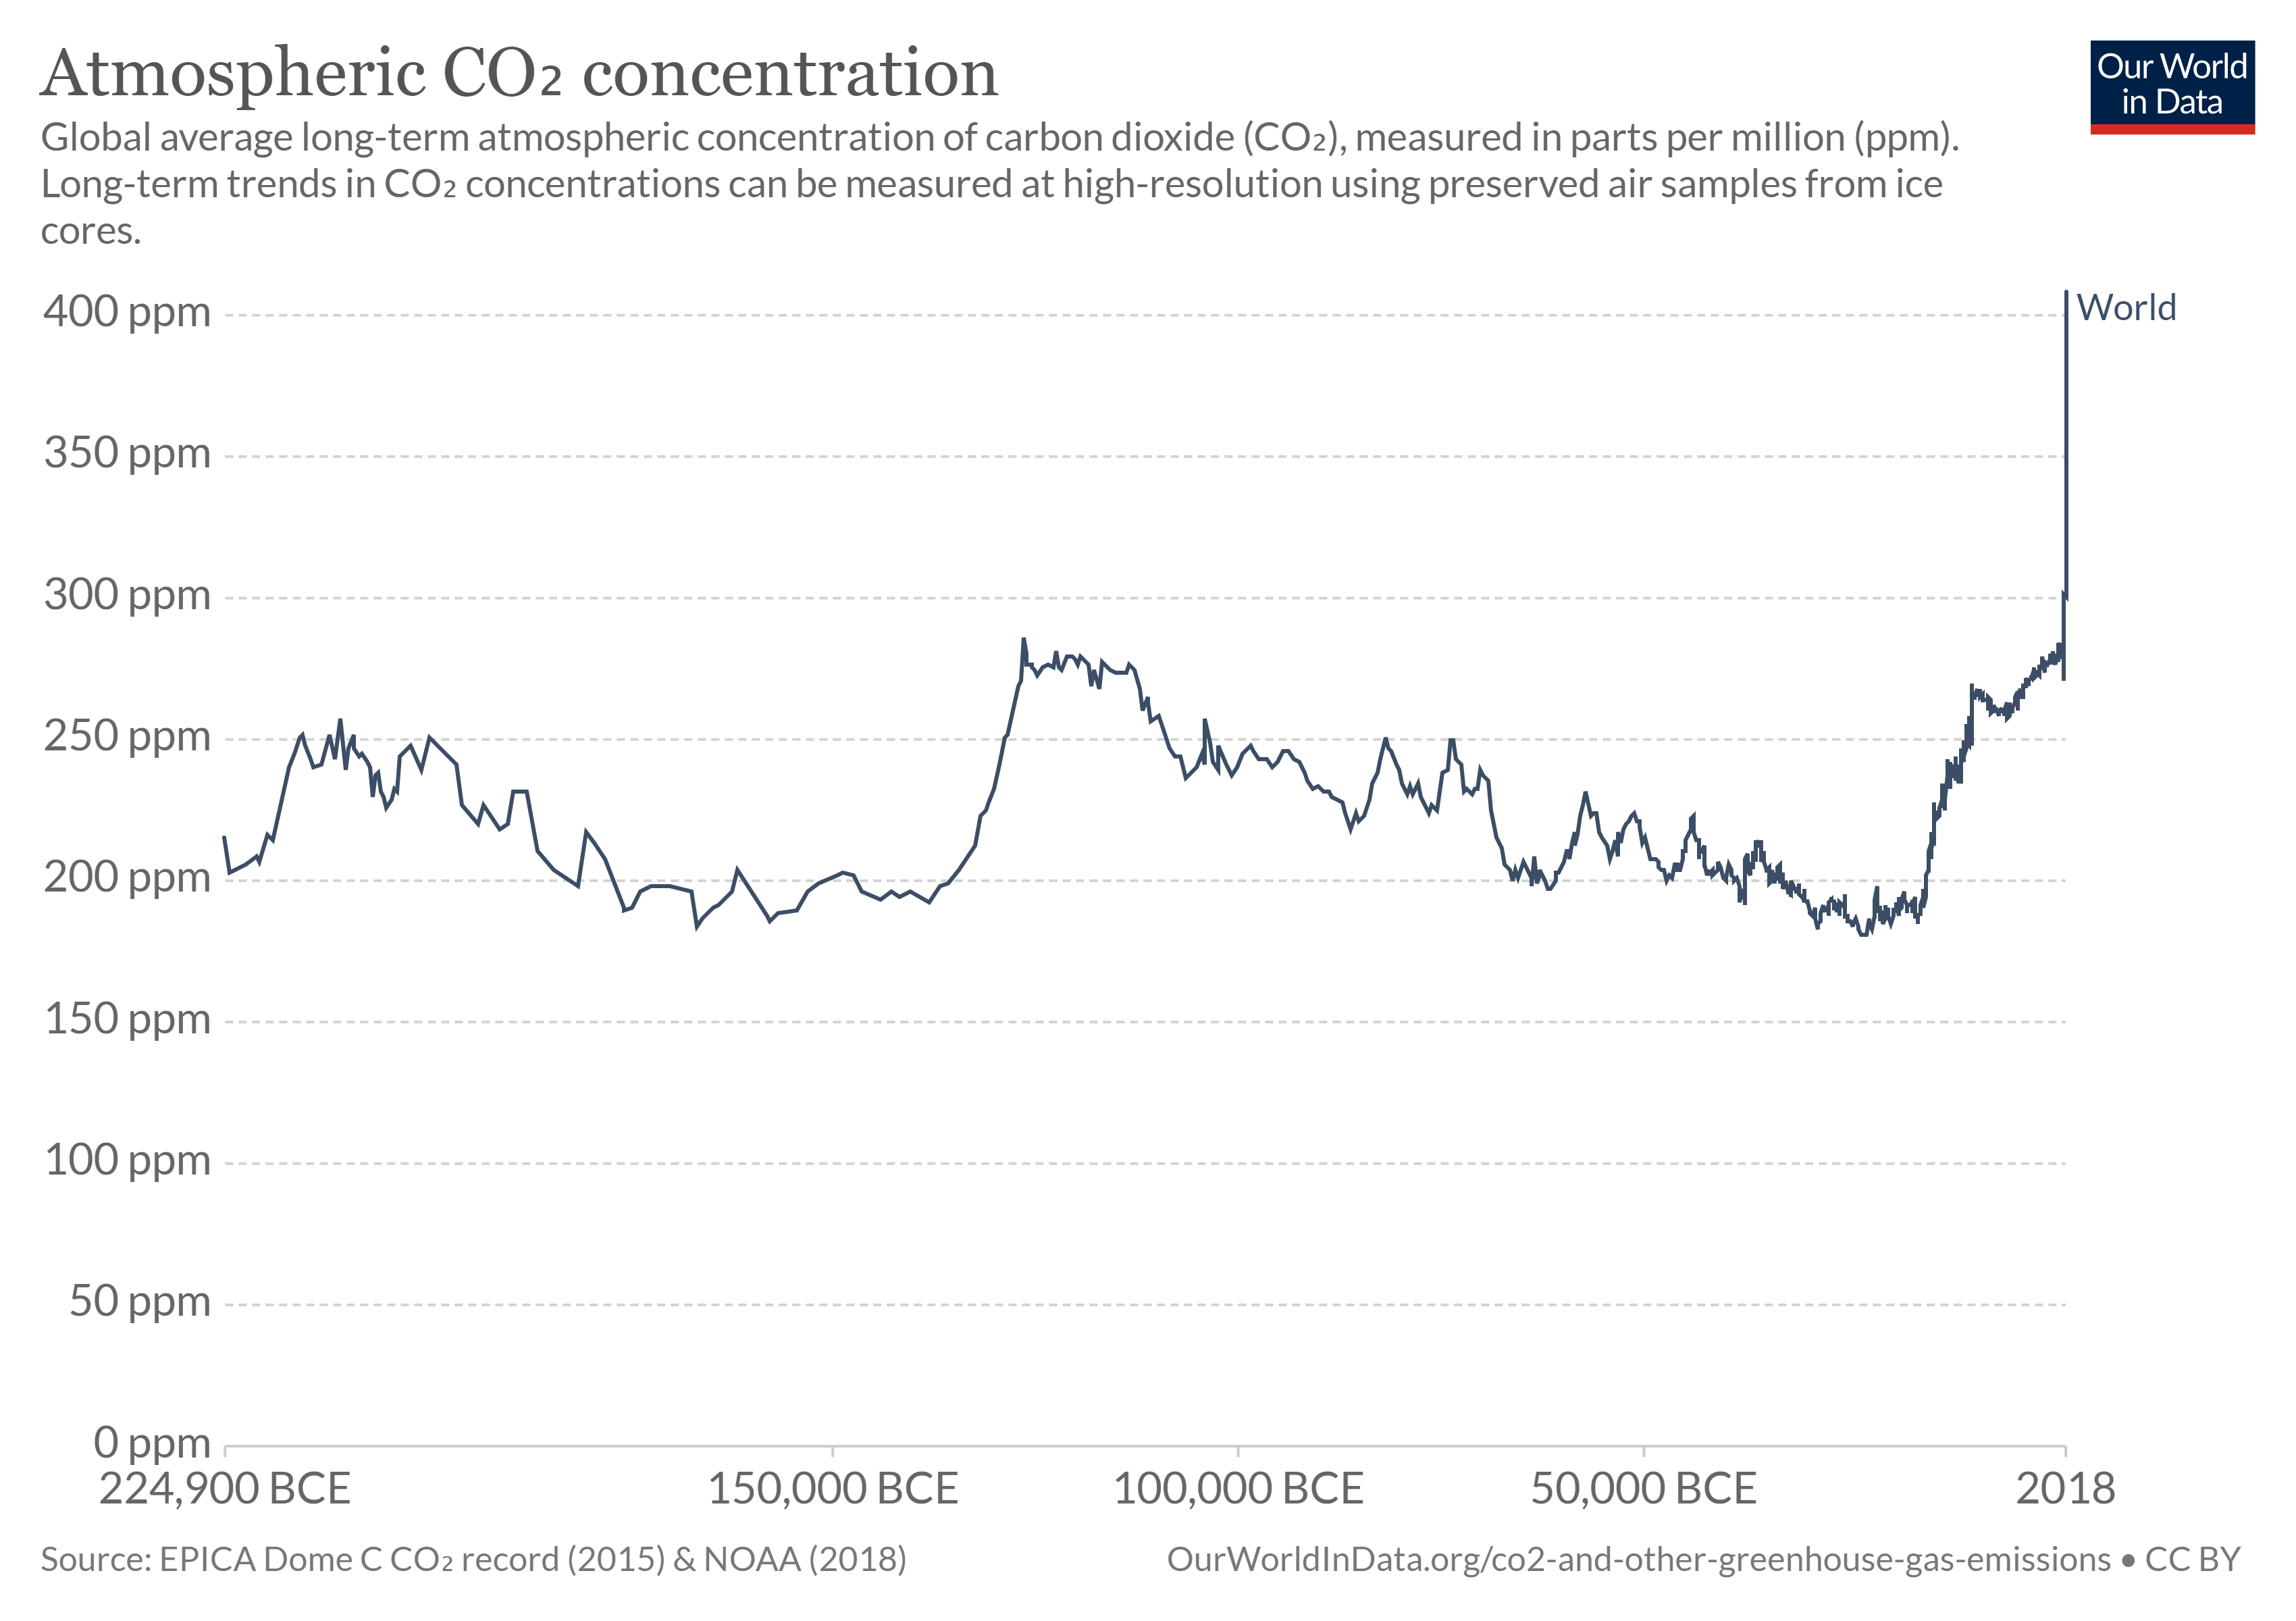 Atmospheric CO₂ concentration
Our World
in Data
Global average long-term atmospheric concentration of carbon dioxide (CO₂), measured in parts per million (ppm).
Long-term trends in CO₂ concentrations can be measured at high-resolution using preserved air samples from ice
cores.
400 ppm
World
350 ppm
300 ppm
250 ppm
200 ppm
150 ppm
100 ppm
50 ppm
0 ppm
224,900 BCE
150,000 BCE
100,000 BCE
50,000 BCE
2018
Source: EPICA Dome C CO₂ record (2015) & NOAA (2018)
OurWorldInData.org/co2-and-other-greenhouse-gas-emissions • CC BY